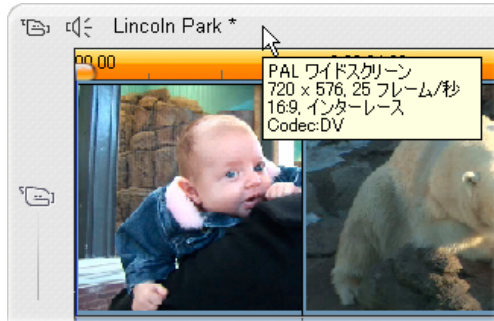 Lincoln Park *
00.00
PAL ワイドスクリーン
720 x 576, 25 フレーム/秒
16:9, インターレース
Codec:DV